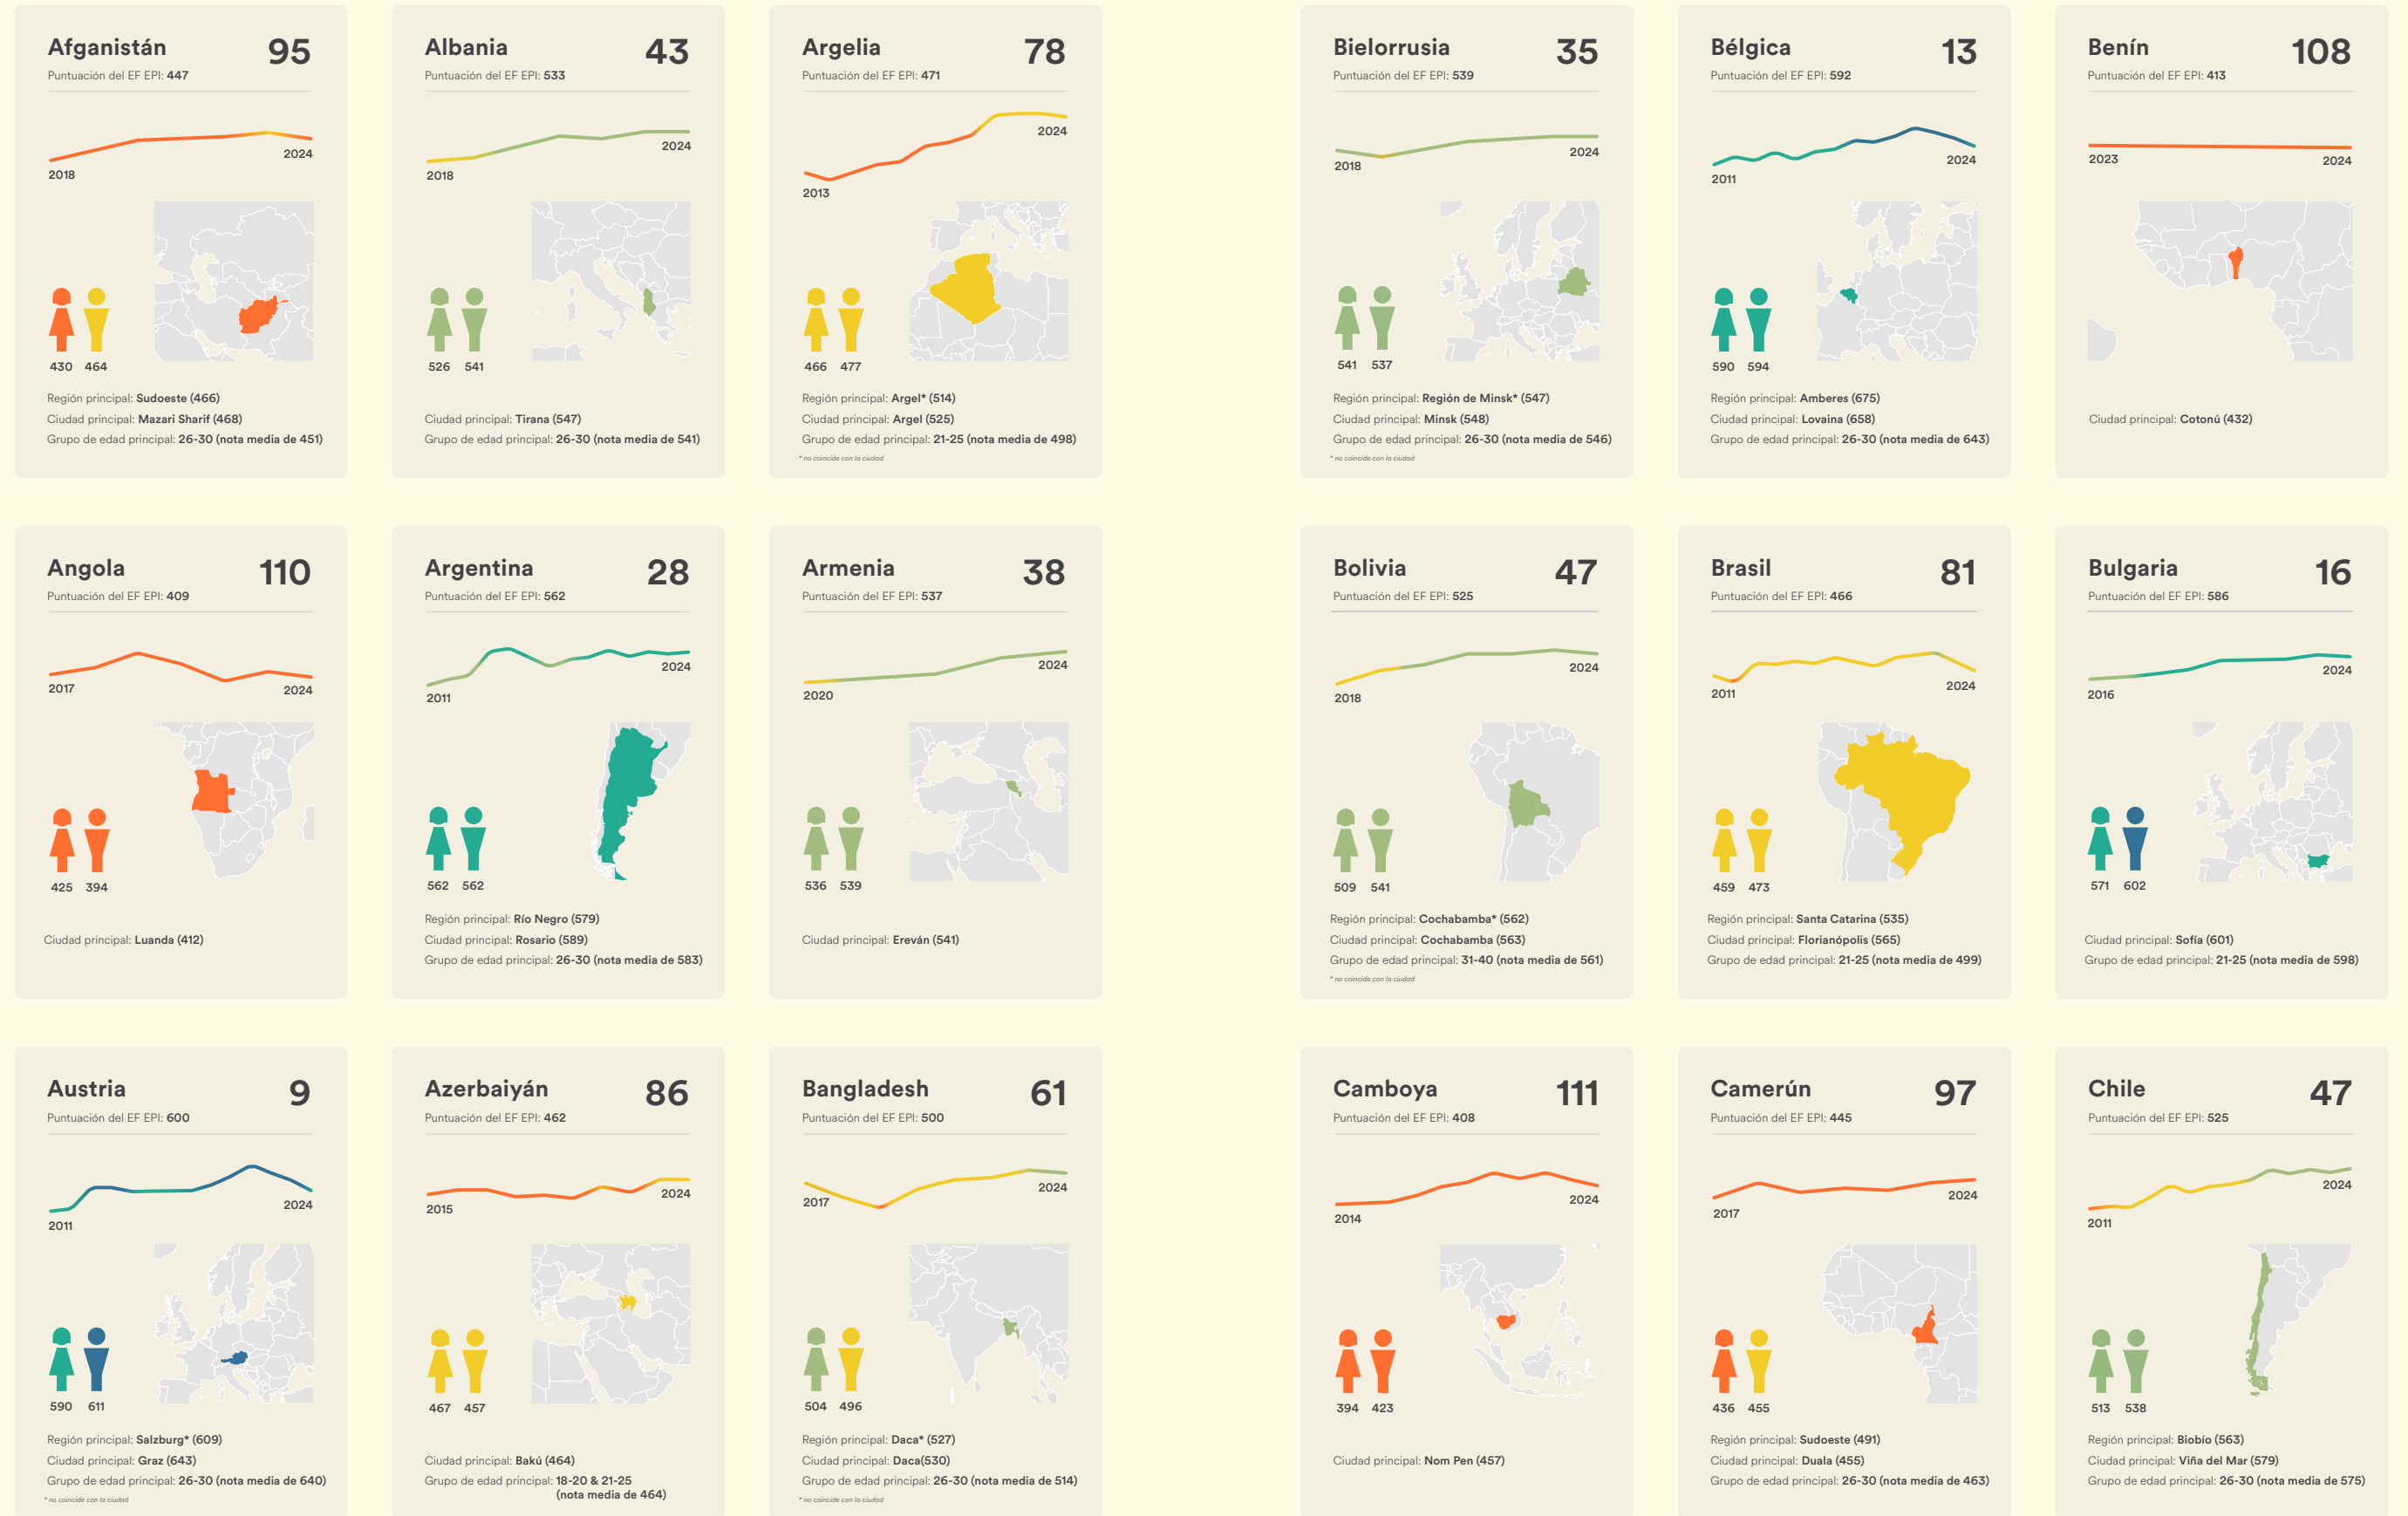 Afganistán 95
Puntuación del EF EPI: 447
2018
2024
430 464
Región principal: Sudoeste (466)
Ciudad principal: Mazari Sharif (468)
Grupo de edad principal: 26-30 (nota media de 451)
Albania 43
Puntuación del EF EPI: 533
2018
2024
526 541
Ciudad principal: Tirana (547)
Grupo de edad principal: 26-30 (nota media de 541)
Argelia 78
Puntuación del EF EPI: 471
2013
2024
466 477
Región principal: Argel* (514)
Ciudad principal: Argel (525)
Grupo de edad principal: 21-25 (nota media de 498)
* no coincide con la ciudad
Bielorrusia 35
Puntuación del EF EPI: 539
2018
2024
541 537
Región principal: Región de Minsk* (547)
Ciudad principal: Minsk (548)
Grupo de edad principal: 26-30 (nota media de 546)
* no coincide con la ciudad
Bélgica 13
Puntuación del EF EPI: 592
2011
2024
590 594
Región principal: Amberes (675)
Ciudad principal: Lovaina (658)
Grupo de edad principal: 26-30 (nota media de 643)
Benín 108
Puntuación del EF EPI: 413
2023
2024
Ciudad principal: Cotonú (432)
Angola 110
Puntuación del EF EPI: 409
2017
2024
425 394
Ciudad principal: Luanda (412)
Argentina 28
Puntuación del EF EPI: 562
2011
2024
562 562
Región principal: Río Negro (579)
Ciudad principal: Rosario (589)
Grupo de edad principal: 26-30 (nota media de 583)
Armenia 38
Puntuación del EF EPI: 537
2020
2024
536 539
Ciudad principal: Ereván (541)
Bolivia 47
Puntuación del EF EPI: 525
2018
2024
509 541
Región principal: Cochabamba* (562)
Ciudad principal: Cochabamba (563)
Grupo de edad principal: 31-40 (nota media de 561)
* no coincide con la ciudad
Brasil 81
Puntuación del EF EPI: 466
2011
2024
459 473
Región principal: Santa Catarina (535)
Ciudad principal: Florianópolis (565)
Grupo de edad principal: 21-25 (nota media de 499)
Bulgaria 16
Puntuación del EF EPI: 586
2016
2024
571 602
Ciudad principal: Sofía (601)
Grupo de edad principal: 21-25 (nota media de 598)
Austria 9
Puntuación del EF EPI: 600
2011
2024
590 611
Región principal: Salzburg* (609)
Ciudad principal: Graz (643)
Grupo de edad principal: 26-30 (nota media de 640)
* no coincide con la ciudad
Azerbaiyán 86
Puntuación del EF EPI: 462
2015
2024
467 457
Ciudad principal: Bakú (464)
Grupo de edad principal: 18-20 & 21-25
(nota media de 464)
Bangladesh 61
Puntuación del EF EPI: 500
2017
2024
504 496
Región principal: Daca* (527)
Ciudad principal: Daca(530)
Grupo de edad principal: 26-30 (nota media de 514)
* no coincide con la ciudad
Camboya 111
Puntuación del EF EPI: 408
2014
2024
394 423
Ciudad principal: Nom Pen (457)
Camerún 97
Puntuación del EF EPI: 445
2017
2024
436 455
Región principal: Sudoeste (491)
Ciudad principal: Duala (455)
Grupo de edad principal: 26-30 (nota media de 463)
Chile 47
Puntuación del EF EPI: 525
2011
2024
513 538
Región principal: Biobío (563)
Ciudad principal: Viña del Mar (579)
Grupo de edad principal: 26-30 (nota media de 575)